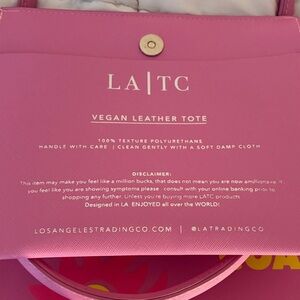 LA|TC
VEGAN LEATHER TOTE
100% TEXTURE POLYURETHANE
HANDLE WITH CARE | CLEAN GENTLY WITH A SOFT DAMP CLOTH
DISCLAIMER:
This item may make you feel like a million bucks, that does not mean you are now a millionaire. If
you feel like you are showing symptoms please consult with your online banking prior to
shopping any further. Unless you're buying more LATC products
Designed in LA. ENJOYED all over the WORLD!
LOSANGELESTRADINGCO.COM | @LATRADINGCO